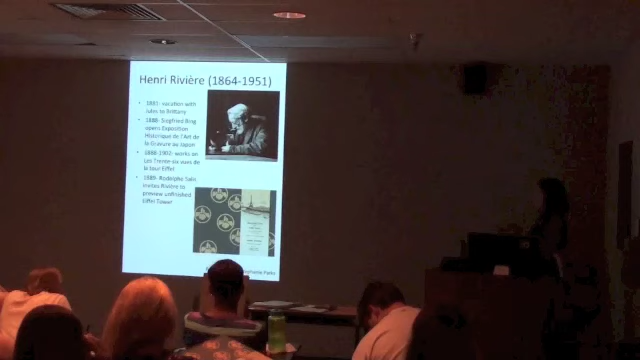 Henri Rivière (1864-1951)
• 1881- vacation with
Jules to Brittany
• 1888- Siegfried Bing
opens Exposition
Historique de l'Art de
la Gravure au Japon
• 1888-1902- works on
Les Trente-six vues de
la tour Eiffel
• 1889- Rodolphe Salis
invites Rivière to
preview unfinished
Eiffel Tower